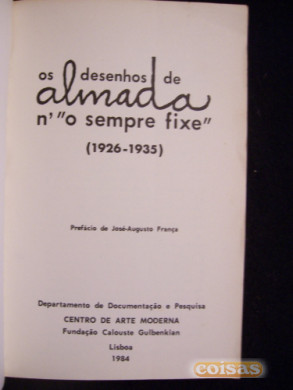 os desenhos de
almada
n'"o sempre fixe"
(1926-1935)
Prefácio de José-Augusto França
Departamento de Documentação e Pesquisa
CENTRO DE ARTE MODERNA
Fundação Calouste Gulbenkian
Lisboa
1984
coisas